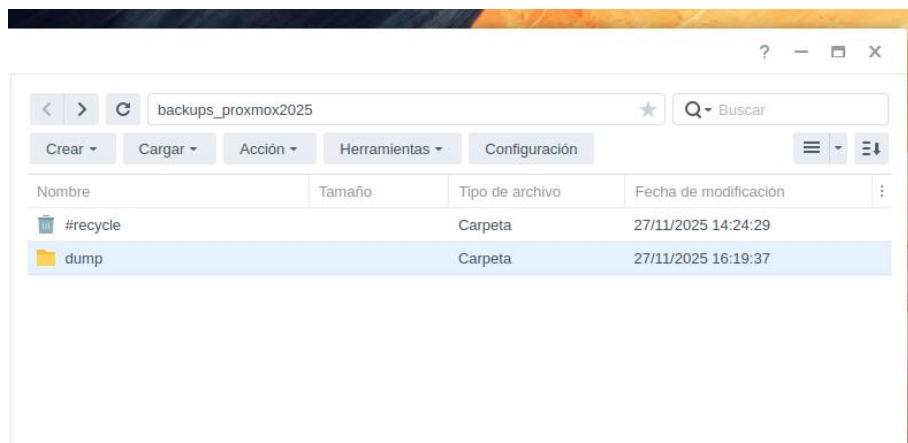 ?
backups_proxmox2025 Buscar
Crear Cargar Acción Herramientas Configuración
Nombre Tamaño Tipo de archivo Fecha de modificación
#recycle Carpeta 27/11/2025 14:24:29
dump Carpeta 27/11/2025 16:19:37